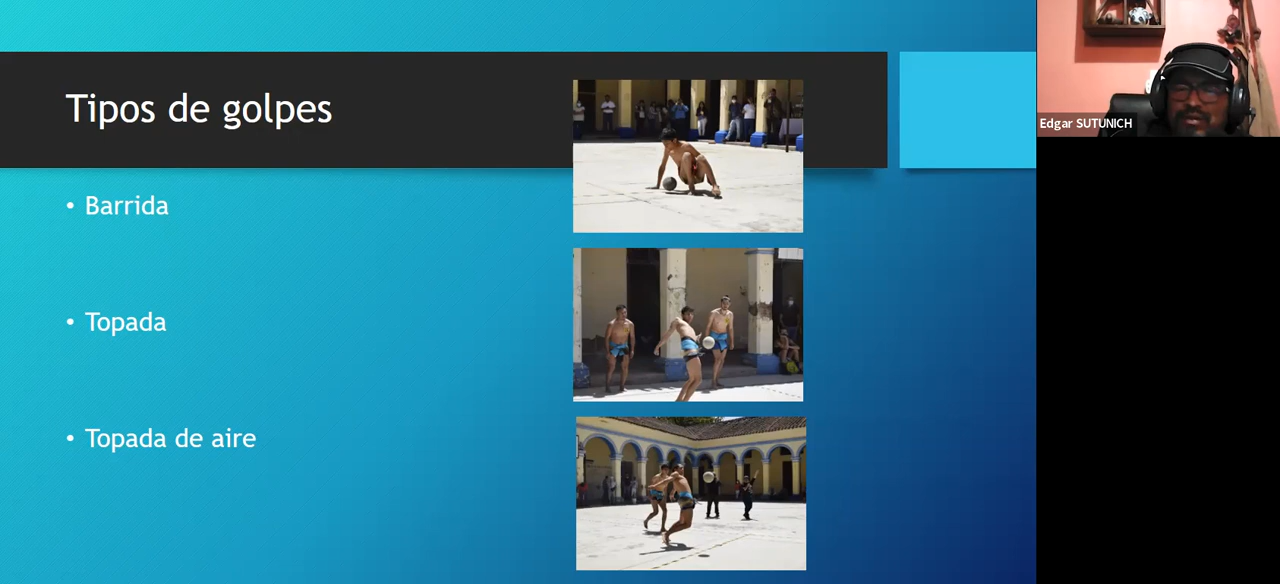 Tipos de golpes
• Barrida
• Topada
• Topada de aire
Edgar SUTUNICH